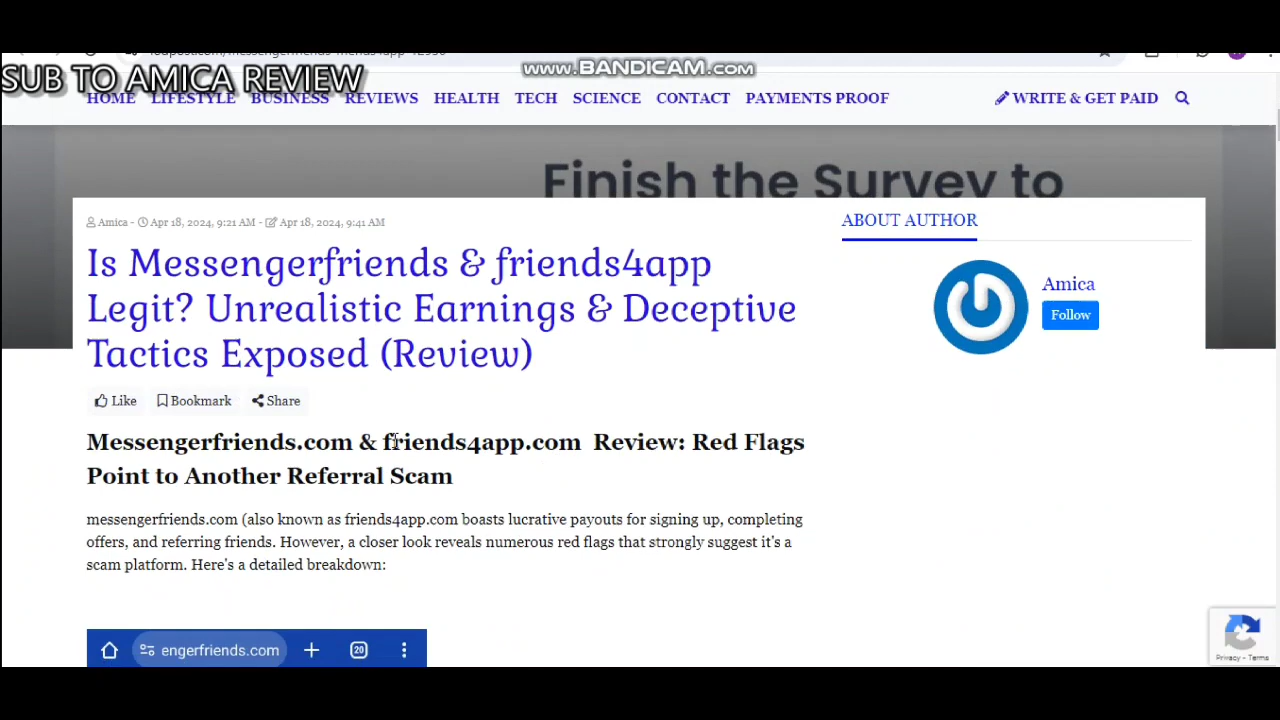 www.BANDICAM.com
SUB TO AMICA REVIEW
HOME LIFESTYLE BUSINESS REVIEWS HEALTH TECH SCIENCE CONTACT PAYMENTS PROOF WRITE & GET PAID
Finish the Survey to
Amica - Apr 18, 2024, 9:21 AM - Apr 18, 2024, 9:41 AM
Is Messengerfriends & friends4app
Legit? Unrealistic Earnings & Deceptive
Tactics Exposed (Review)
Like Bookmark Share
Messengerfriends.com & friends4app.com Review: Red Flags
Point to Another Referral Scam
messengerfriends.com (also known as friends4app.com boasts lucrative payouts for signing up, completing
offers, and referring friends. However, a closer look reveals numerous red flags that strongly suggest it's a
scam platform. Here's a detailed breakdown:
engerfriends.com 20
ABOUT AUTHOR
Amica
Follow
Privacy - Terms